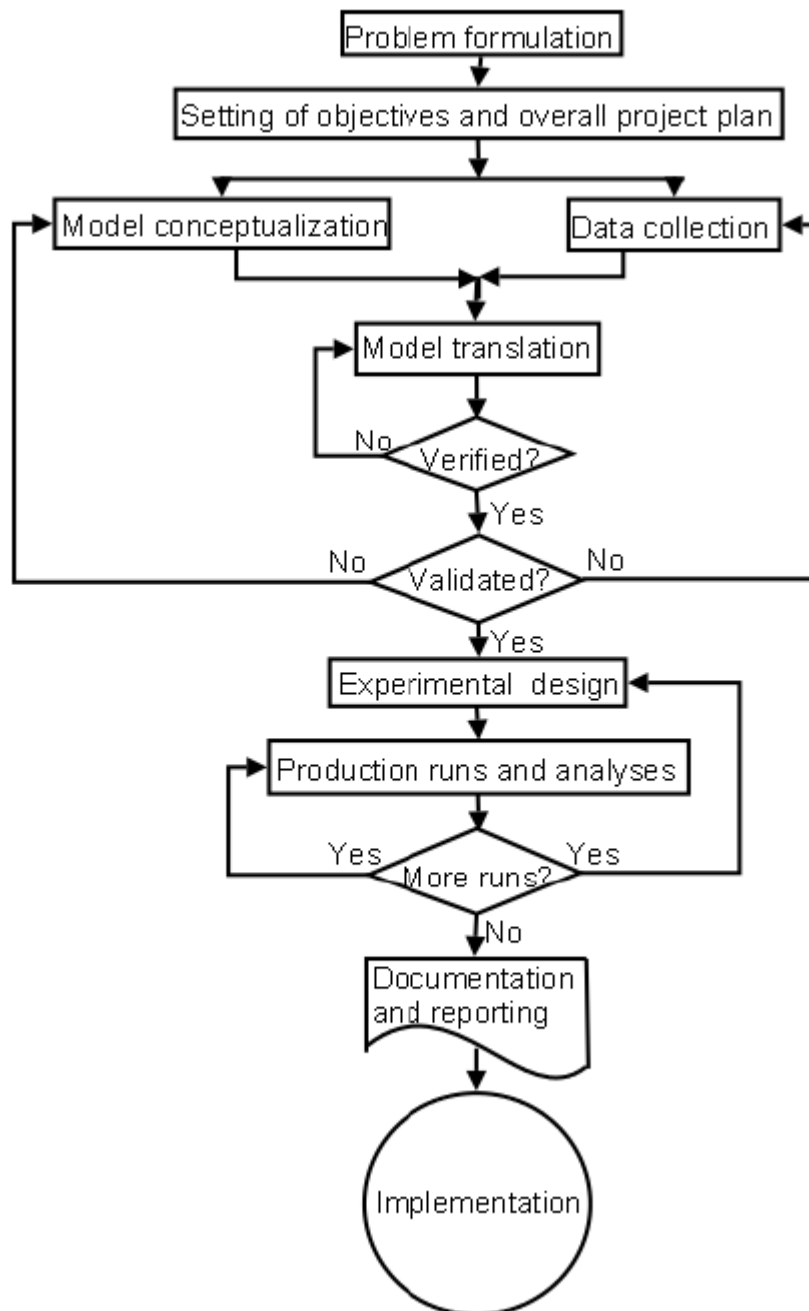 Problem formulation
Setting of objectives and overall project plan
Model conceptualization
Data collection
Model translation
No
Verified?
Yes
No
Validated?
No
Yes
Experimental design
Production runs and analyses
Yes
More runs?
Yes
No
Documentation
and reporting
Implementation